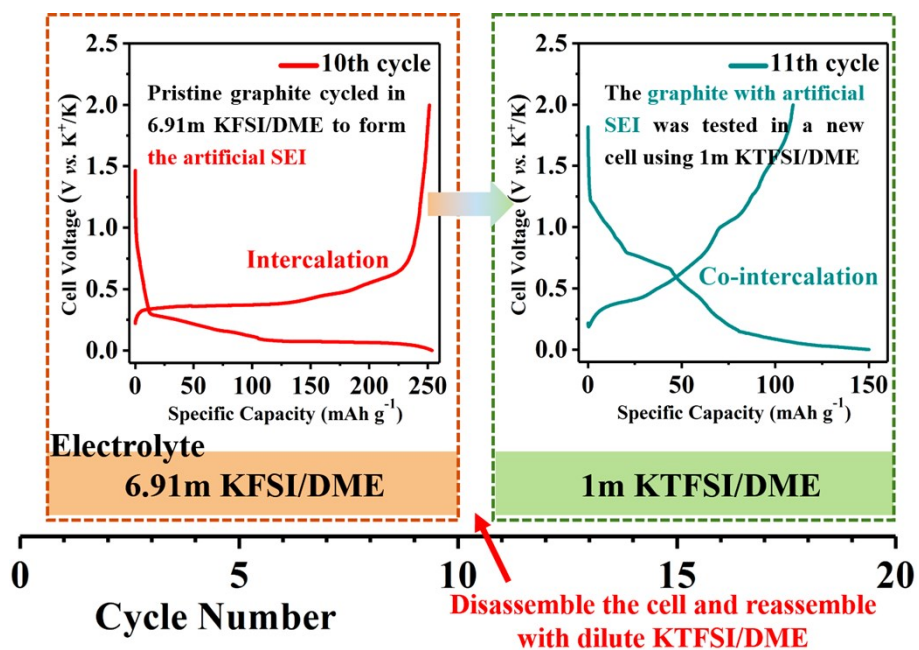 2.5
2.0
1.5
1.0
0.5
0.0
Cell Voltage (V vs. K⁺/K)
10th cycle
Pristine graphite cycled in
6.91m KFSI/DME to form
the artificial SEI
Intercalation
0 50 100 150 200 250
Specific Capacity (mAh g⁻¹)
2.5
2.0
1.5
1.0
0.5
0.0
Cell Voltage (V vs. K⁺/K)
11th cycle
The graphite with artificial
SEI was tested in a new
cell using 1m KTFSI/DME
Co-intercalation
0 50 100 150
Specific Capacity (mAh g⁻¹)
Electrolyte
6.91m KFSI/DME
1m KTFSI/DME
0 5 10 15 20
Cycle Number
Disassemble the cell and reassemble
with dilute KTFSI/DME